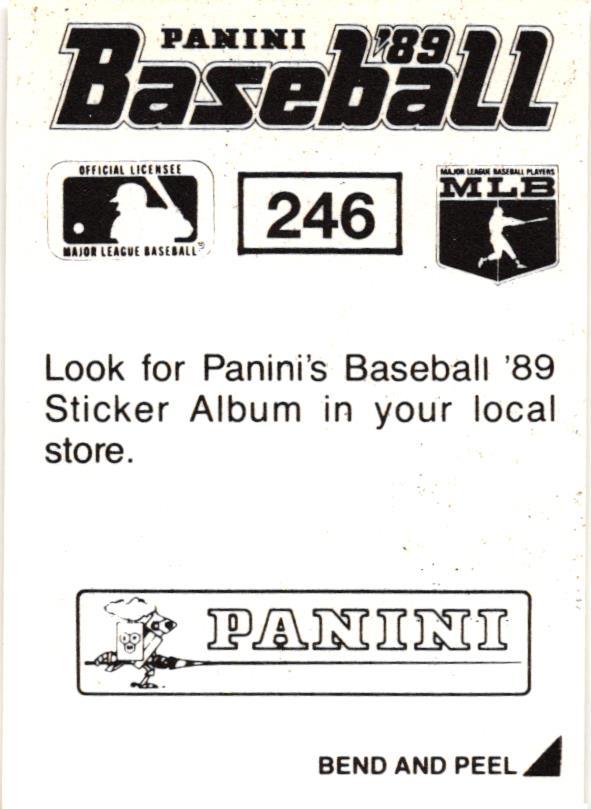 PANINI '89
Baseball
OFFICIAL LICENSEE
MAJOR LEAGUE BASEBALL®
246
MAJOR LEAGUE BASEBALL PLAYERS
MLB
Look for Panini's Baseball '89
Sticker Album in your local
store.
PANINI
BEND AND PEEL